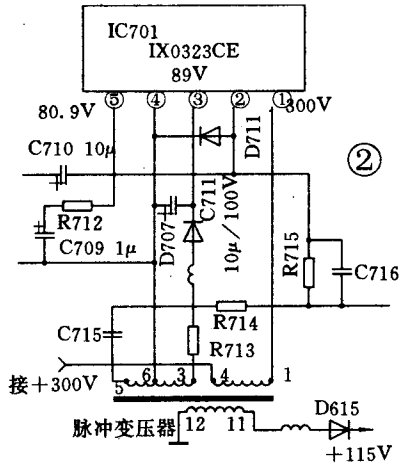 IC701
IX0323CE
89V
80.9V
⑤
④
③
②
①
300V
C710 10μ
D711
②
R712
C709 1μ
D707
C711
10μ/100V
R715
C716
C715
R714
R713
接+300V
5
6
3
4
1
脉冲变压器
12
11
D615
+115V